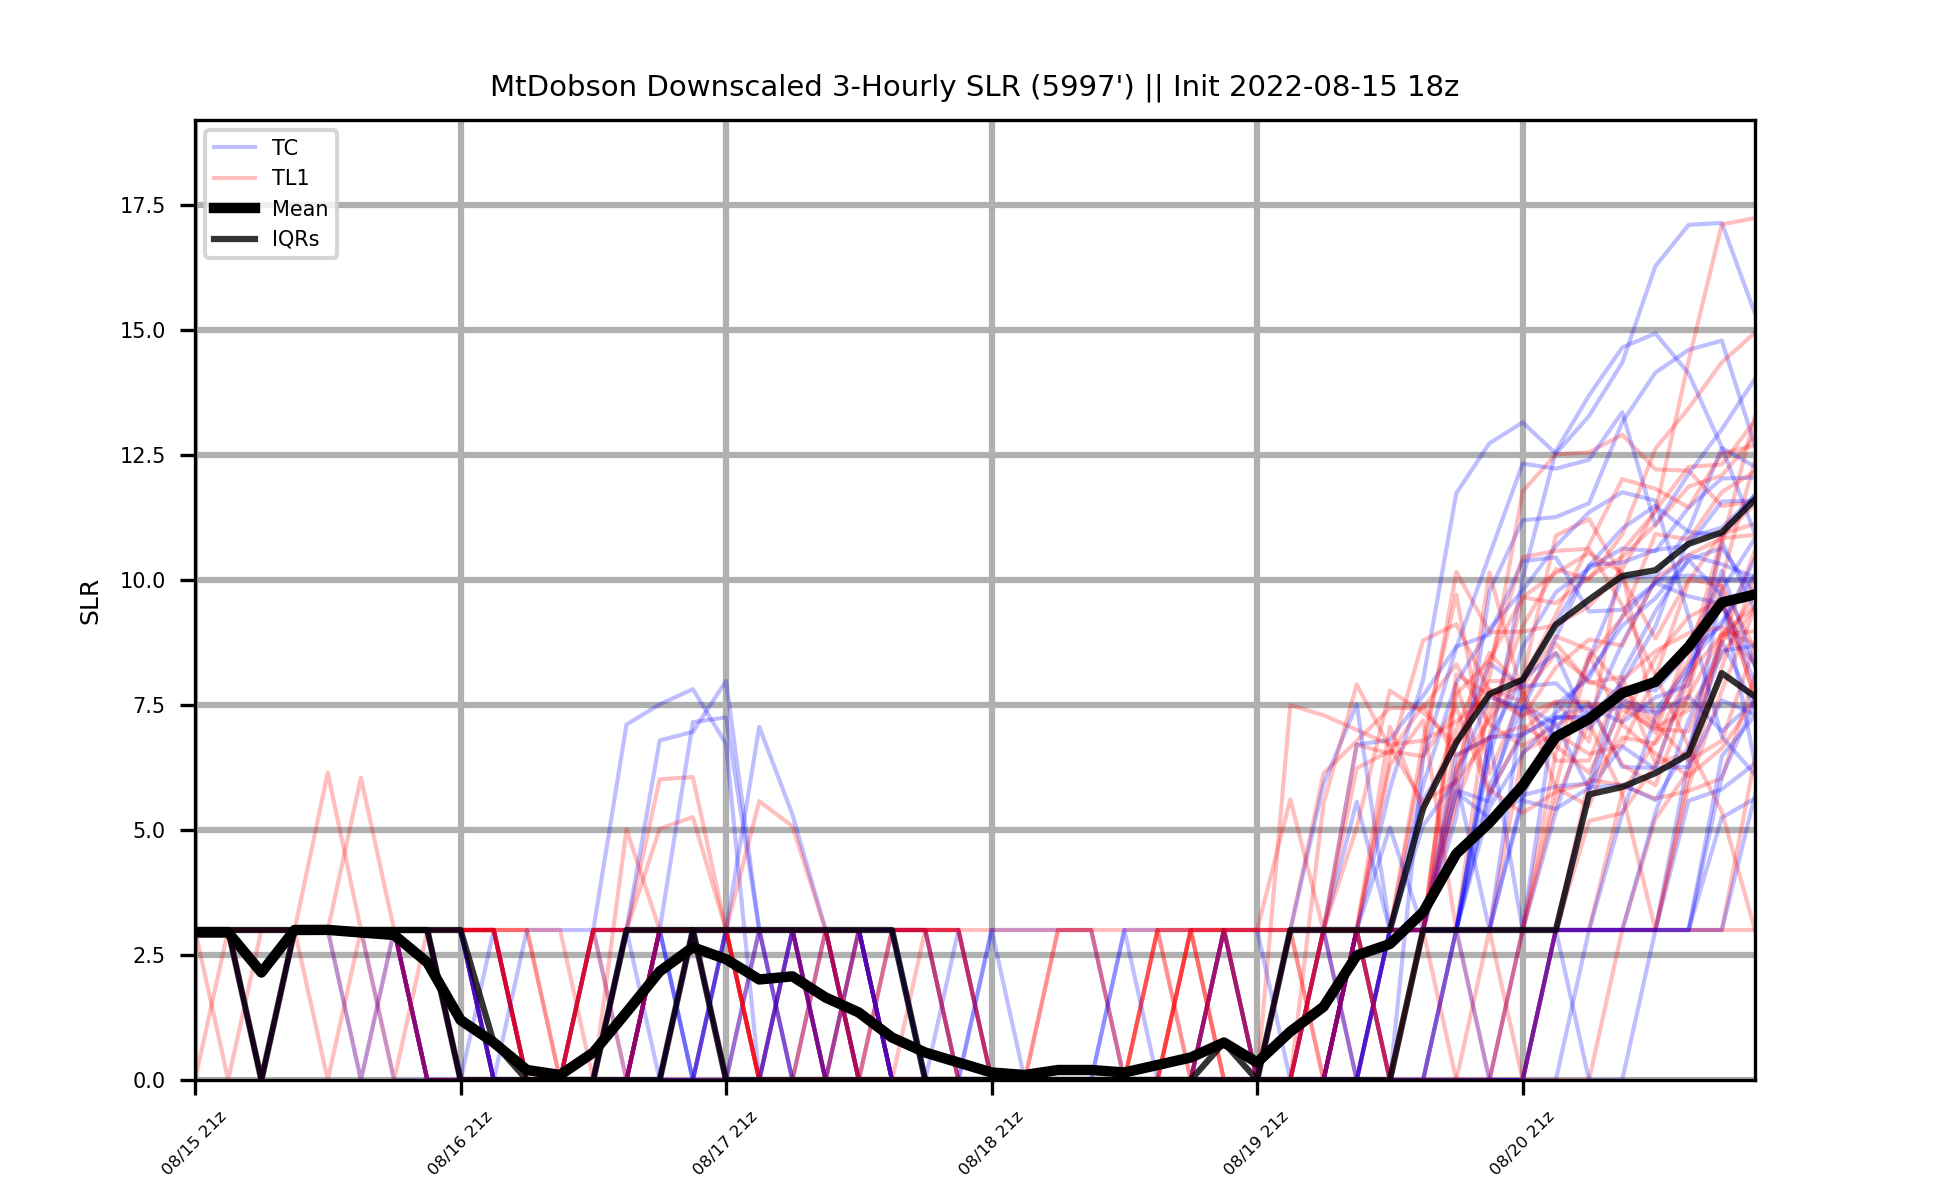 MtDobson Downscaled 3-Hourly SLR (5997') || Init 2022-08-15 18z
TC
TL1
Mean
IQRs
17.5
15.0
12.5
10.0
7.5
5.0
2.5
0.0
SLR
08/15 21z
08/16 21z
08/17 21z
08/18 21z
08/19 21z
08/20 21z